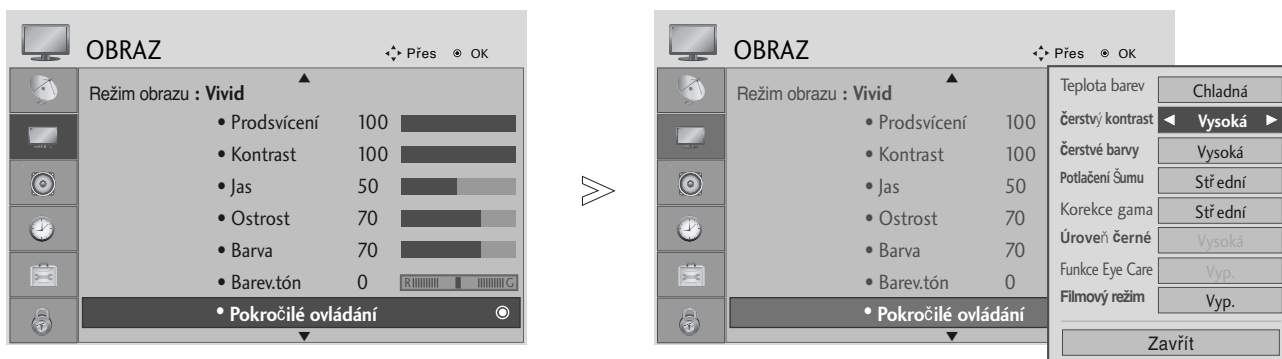 OBRAZ
Přes OK
Režim obrazu : Vivid
• Prodsvícení 100
• Kontrast 100
• Jas 50
• Ostrost 70
• Barva 70
• Barev.tón 0 R G
• Pokročilé ovládání
OBRAZ
Přes OK
Režim obrazu : Vivid
• Prodsvícení 100
• Kontrast 100
• Jas 50
• Ostrost 70
• Barva 70
• Barev.tón 0
• Pokročilé ovládání
Teplota barev Chladná
čerstvý kontrast Vysoká
čerstvé barvy Vysoká
Potlačení Šumu Střední
Korekce gama Střední
Úroveň černé Vysoká
Funkce Eye Care Vyp.
Filmový režim Vyp.
Zavřít